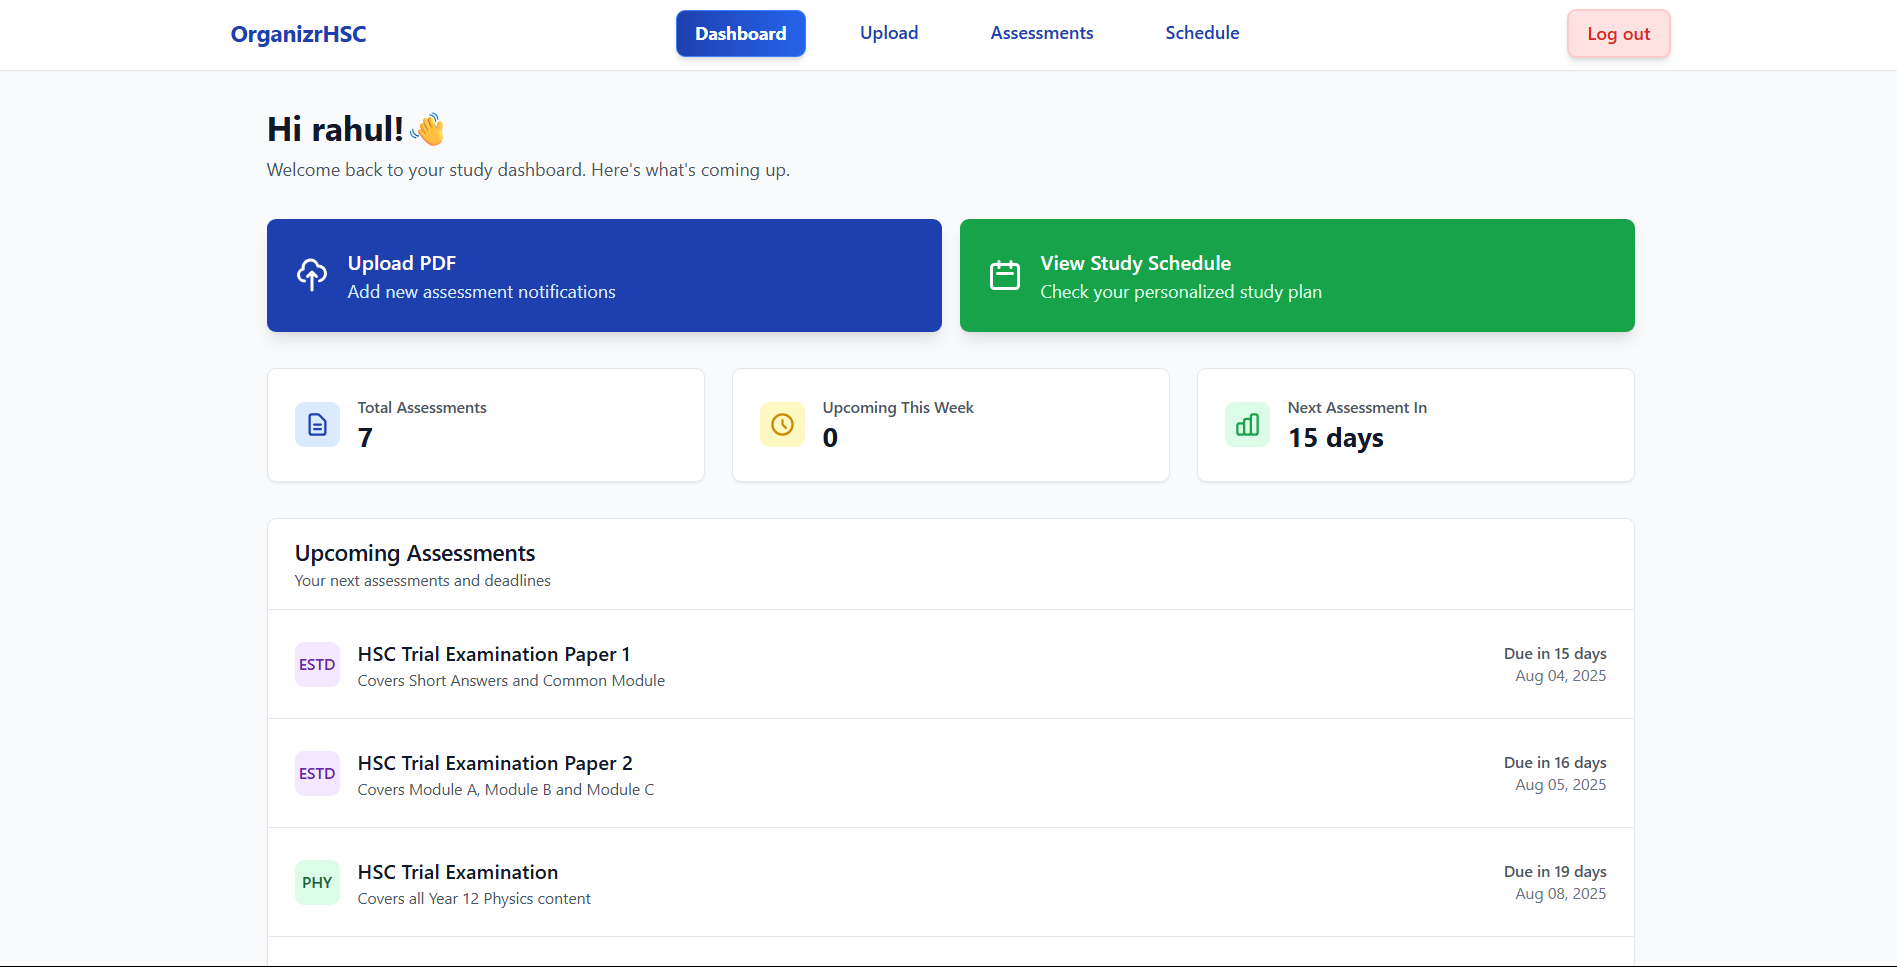 OrganizrHSC
Dashboard
Upload
Assessments
Schedule
Log out
Hi rahul! 👋
Welcome back to your study dashboard. Here's what's coming up.
Upload PDF
Add new assessment notifications
View Study Schedule
Check your personalized study plan
Total Assessments
7
Upcoming This Week
0
Next Assessment In
15 days
Upcoming Assessments
Your next assessments and deadlines
ESTD
HSC Trial Examination Paper 1
Covers Short Answers and Common Module
Due in 15 days
Aug 04, 2025
ESTD
HSC Trial Examination Paper 2
Covers Module A, Module B and Module C
Due in 16 days
Aug 05, 2025
PHY
HSC Trial Examination
Covers all Year 12 Physics content
Due in 19 days
Aug 08, 2025